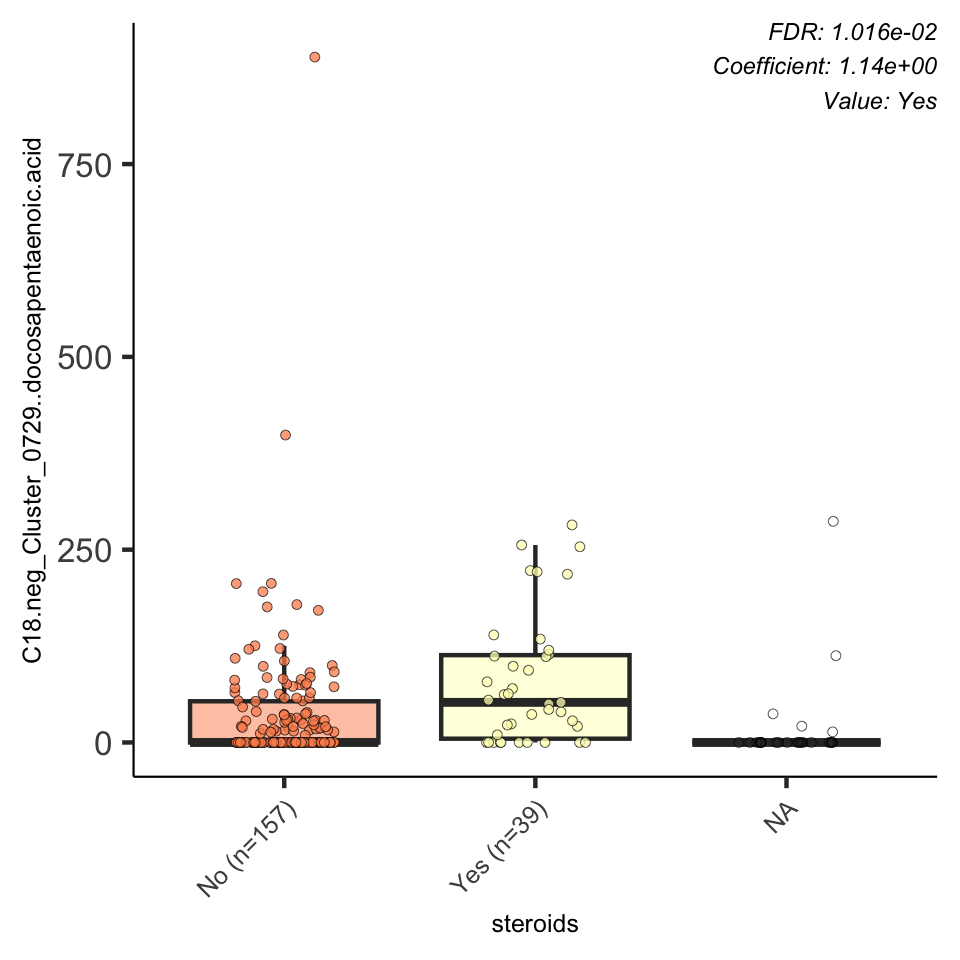 FDR: 1.016e-02
Coefficient: 1.14e+00
Value: Yes
C18.neg_Cluster_0729..docosapentaenoic.acid
750
500
250
0
No (n=157)
Yes (n=39)
NA
steroids